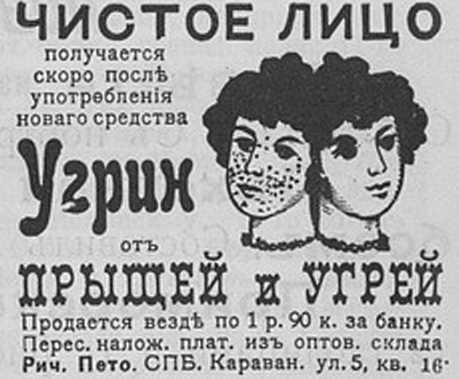 ЧИСТОЕ ЛИЦО
получается
скоро послѣ
употребленія
новаго средства
Угрин
отъ
ПРЫЩЕЙ и УГРЕЙ
Продается вездѣ по 1 р. 90 к. за банку.
Перес. налож. плат. изъ оптов. склада
Рич. Пето. СПБ. Караван. ул. 5, кв. 16